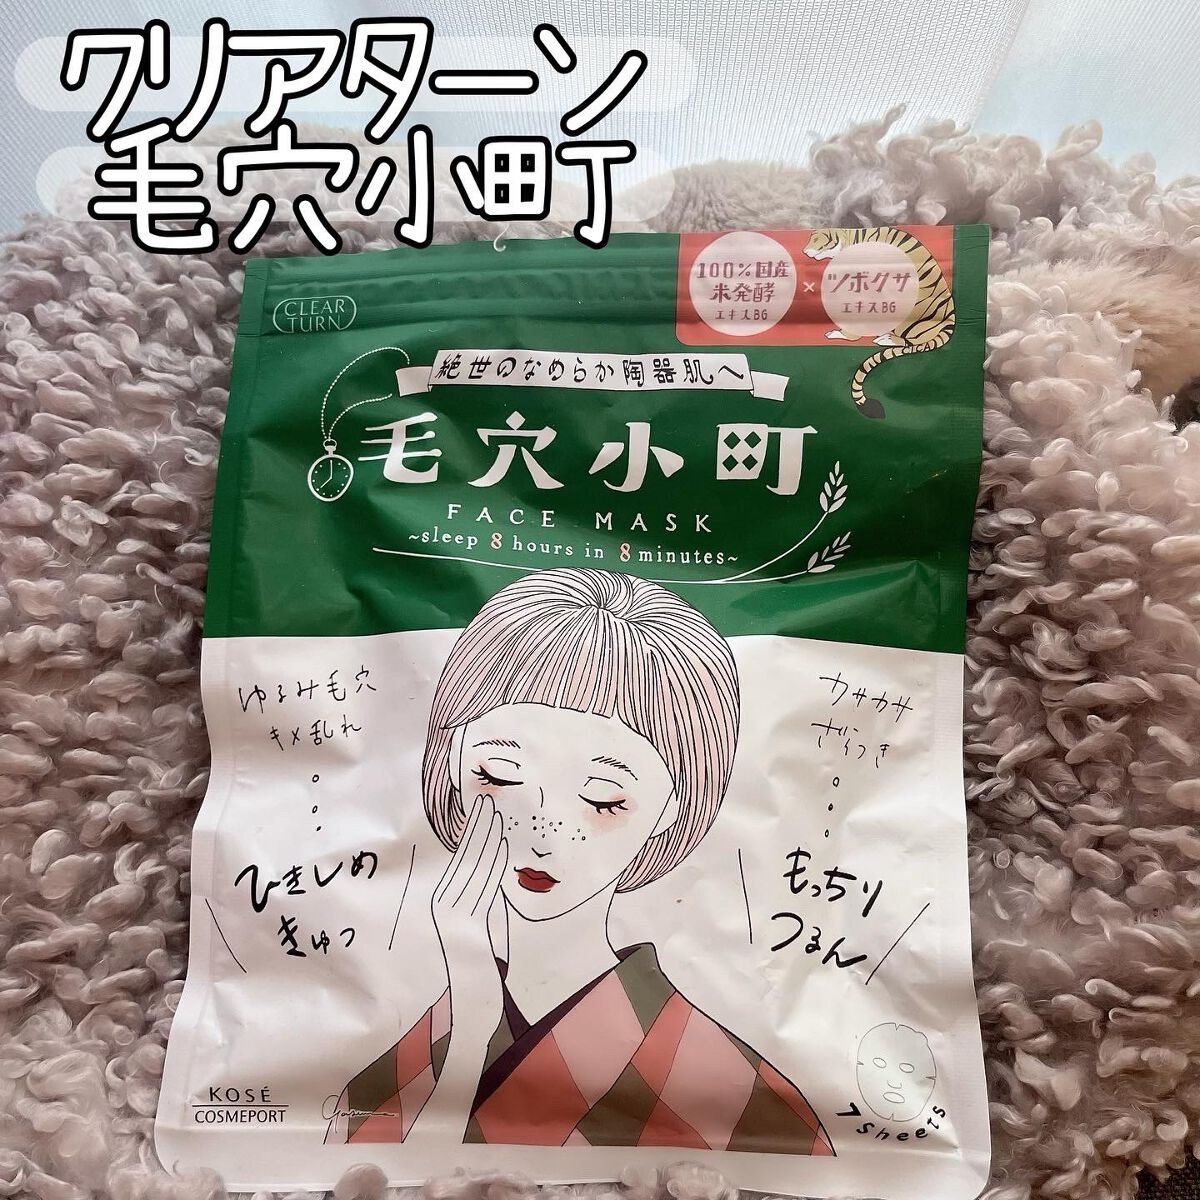 クリアターン
毛穴小町
CLEAR
TURN
100%国産
米発酵
エキスBG
×
ツボクサ
エキスBG
CICA
絶世のなめらか陶器肌へ
毛穴小町
FACE MASK
~sleep 8 hours in 8 minutes~
ゆるみ毛穴
キメ乱れ
ひきしめ
きゅっ
カサカサ
ざらつき
もっちり
つるん
KOSÉ
COSMEPORT
7 sheets